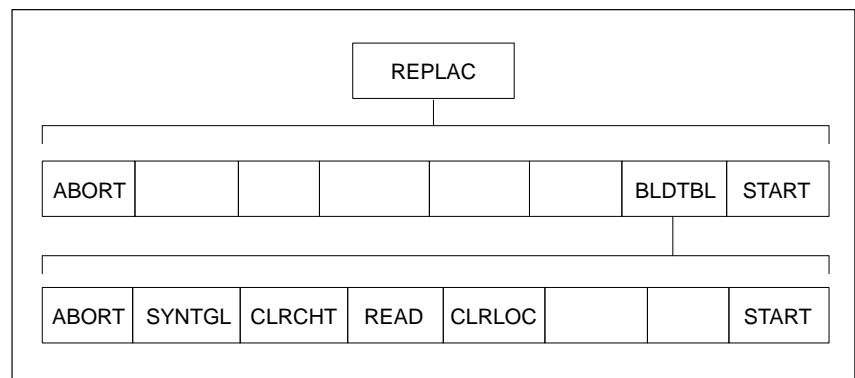 REPLAC
ABORT BLDTBL START
ABORT SYNTGL CLRCHT READ CLRLOC START